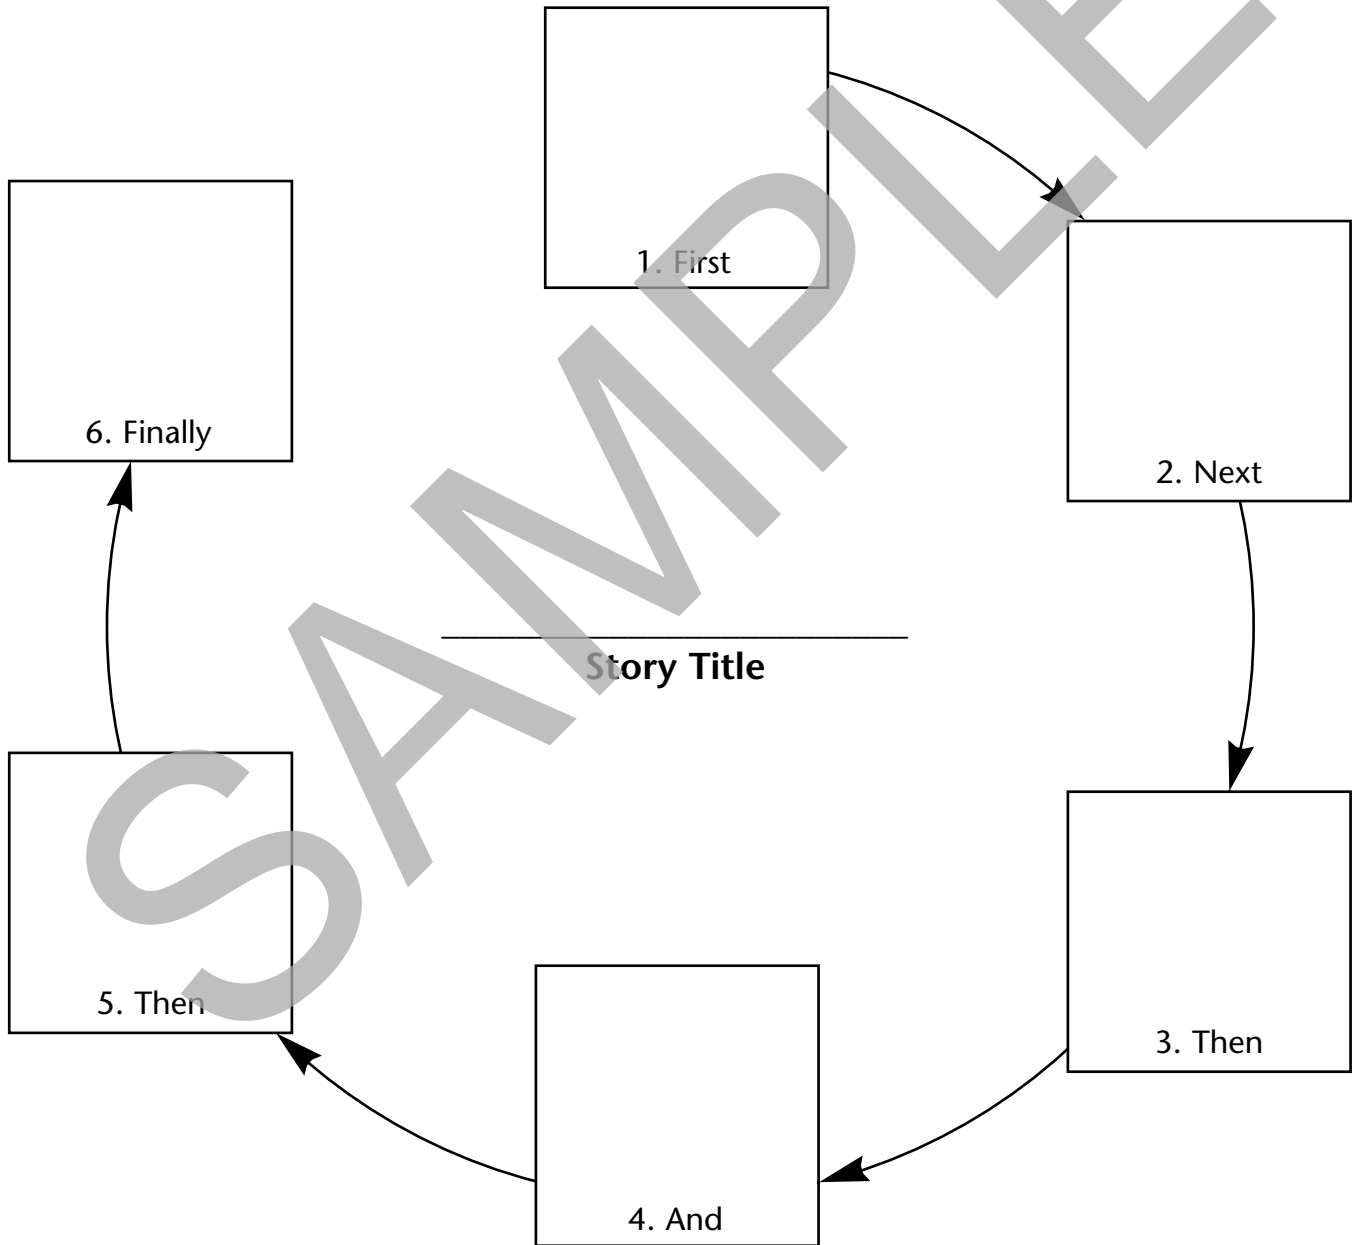 1. First
2. Next
3. Then
4. And
5. Then
6. Finally
Story Title
SAMPLE